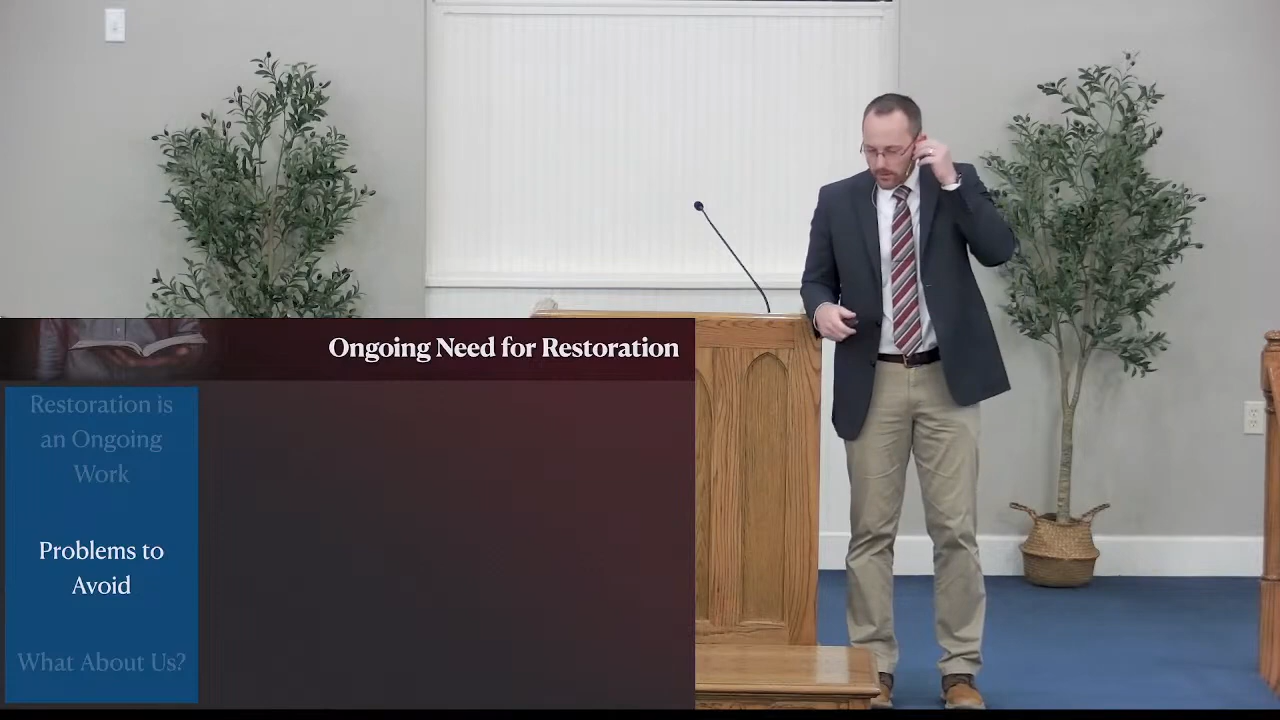 Ongoing Need for Restoration
Restoration is
an Ongoing
Work
Problems to
Avoid
What About Us?